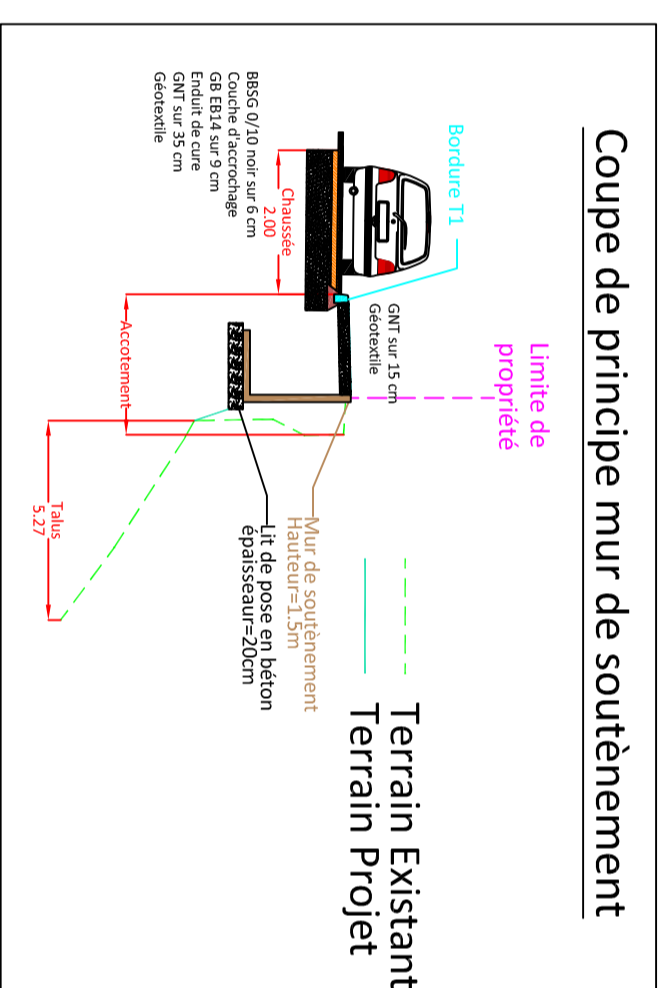 Coupe de principe mur de soutènement
Limite de
propriété
Bordure T1
GNT sur 15 cm
Géotextile
Chaussée
2.00
BBSG 0/10 noir sur 6 cm
Couche d'accrochage
GB EB14 sur 9 cm
Enduit de cure
GNT sur 35 cm
Géotextile
Accotement
Talus
5.27
Mur de soutènement
Hauteur=1.5m
Lit de pose en béton
épaisseaur=20cm
Terrain Existant
Terrain Projet